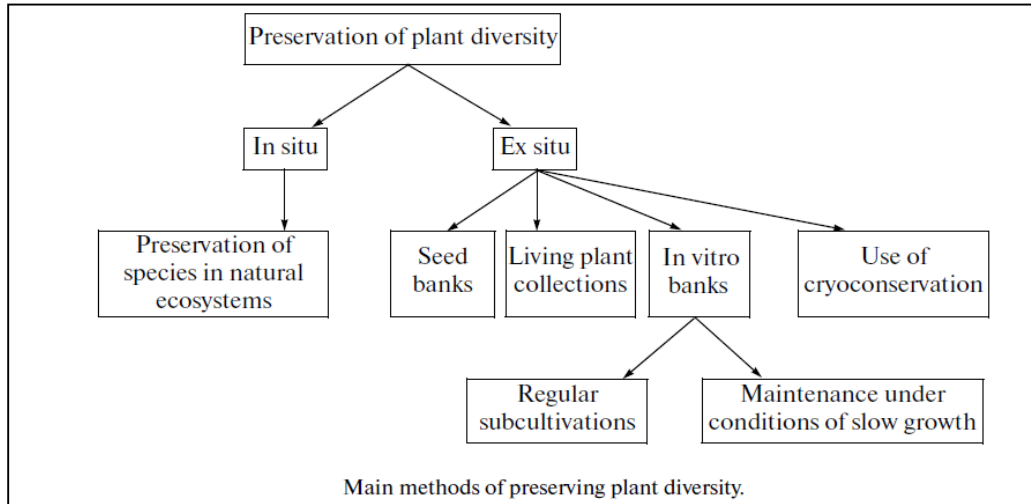 Preservation of plant diversity
In situ
Ex situ
Preservation of
species in natural
ecosystems
Seed
banks
Living plant
collections
In vitro
banks
Use of
cryoconservation
Regular
subcultivations
Maintenance under
conditions of slow growth
Main methods of preserving plant diversity.